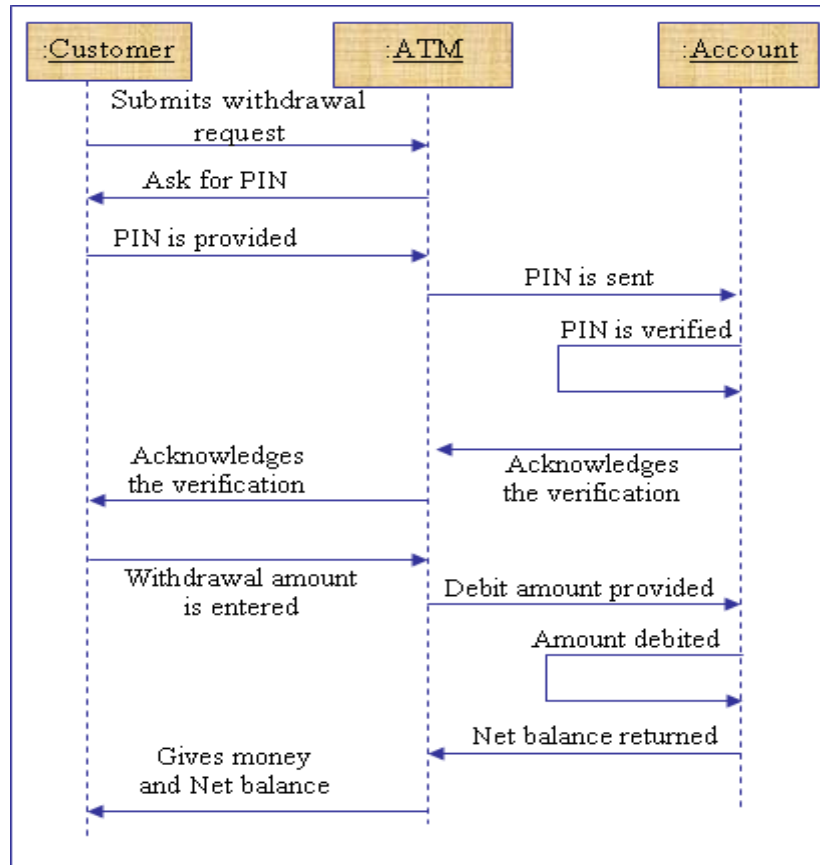 :Customer
:ATM
:Account
Submits withdrawal
request
Ask for PIN
PIN is provided
PIN is sent
PIN is verified
Acknowledges
the verification
Acknowledges
the verification
Withdrawal amount
is entered
Debit amount provided
Amount debited
Net balance returned
Gives money
and Net balance